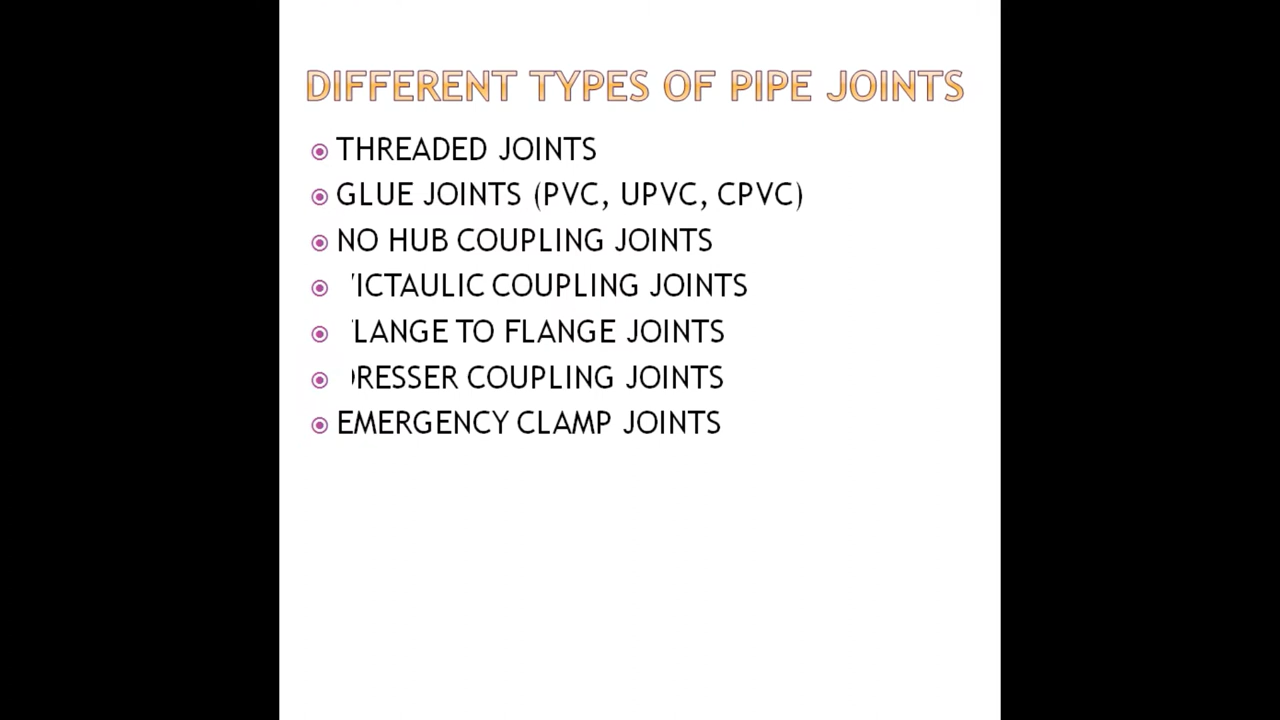 DIFFERENT TYPES OF PIPE JOINTS
THREADED JOINTS
GLUE JOINTS (PVC, UPVC, CPVC)
NO HUB COUPLING JOINTS
ICTAULIC COUPLING JOINTS
LANGE TO FLANGE JOINTS
RESSER COUPLING JOINTS
EMERGENCY CLAMP JOINTS